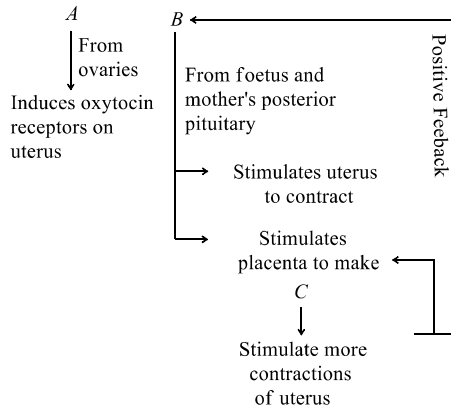 A
From
ovaries
Induces oxytocin
receptors on
uterus
B
From foetus and
mother's posterior
pituitary
Stimulates uterus
to contract
Stimulates
placenta to make
C
Stimulate more
contractions
of uterus
Positive Feeback